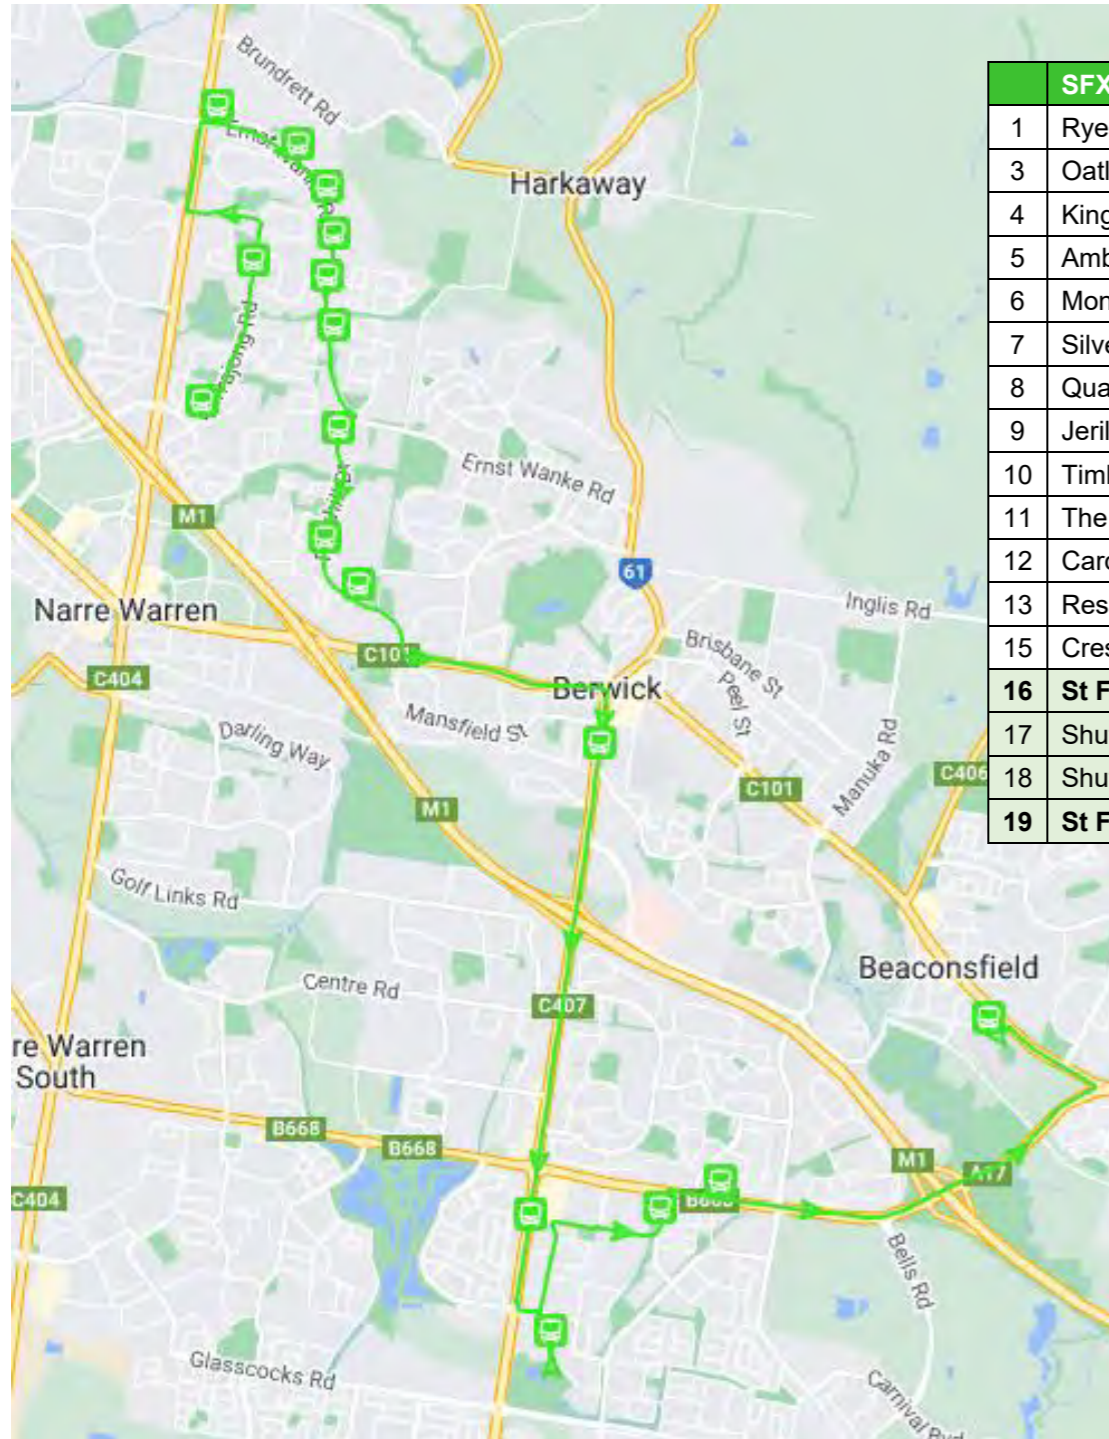 Brundrett Rd
Harkaway
Ernst Wanke Rd
M1
61
Narre Warren
Inglis Rd
C101
Brisbane St
Peel St
C404
Berwick
Mansfield St
Darling Way
Manuka Rd
C406
C101
M1
Golf Links Rd
Beaconsfield
Centre Rd
C407
re Warren
South
B668
B668
M1
A17
C404
Bells Rd
Glasscocks Rd
Carnival
SFX
1 Rye
3 Oatl
4 King
5 Amb
6 Mon
7 Silve
8 Qua
9 Jeril
10 Timb
11 The
12 Card
13 Res
15 Cres
16 St F
17 Shu
18 Shu
19 St F